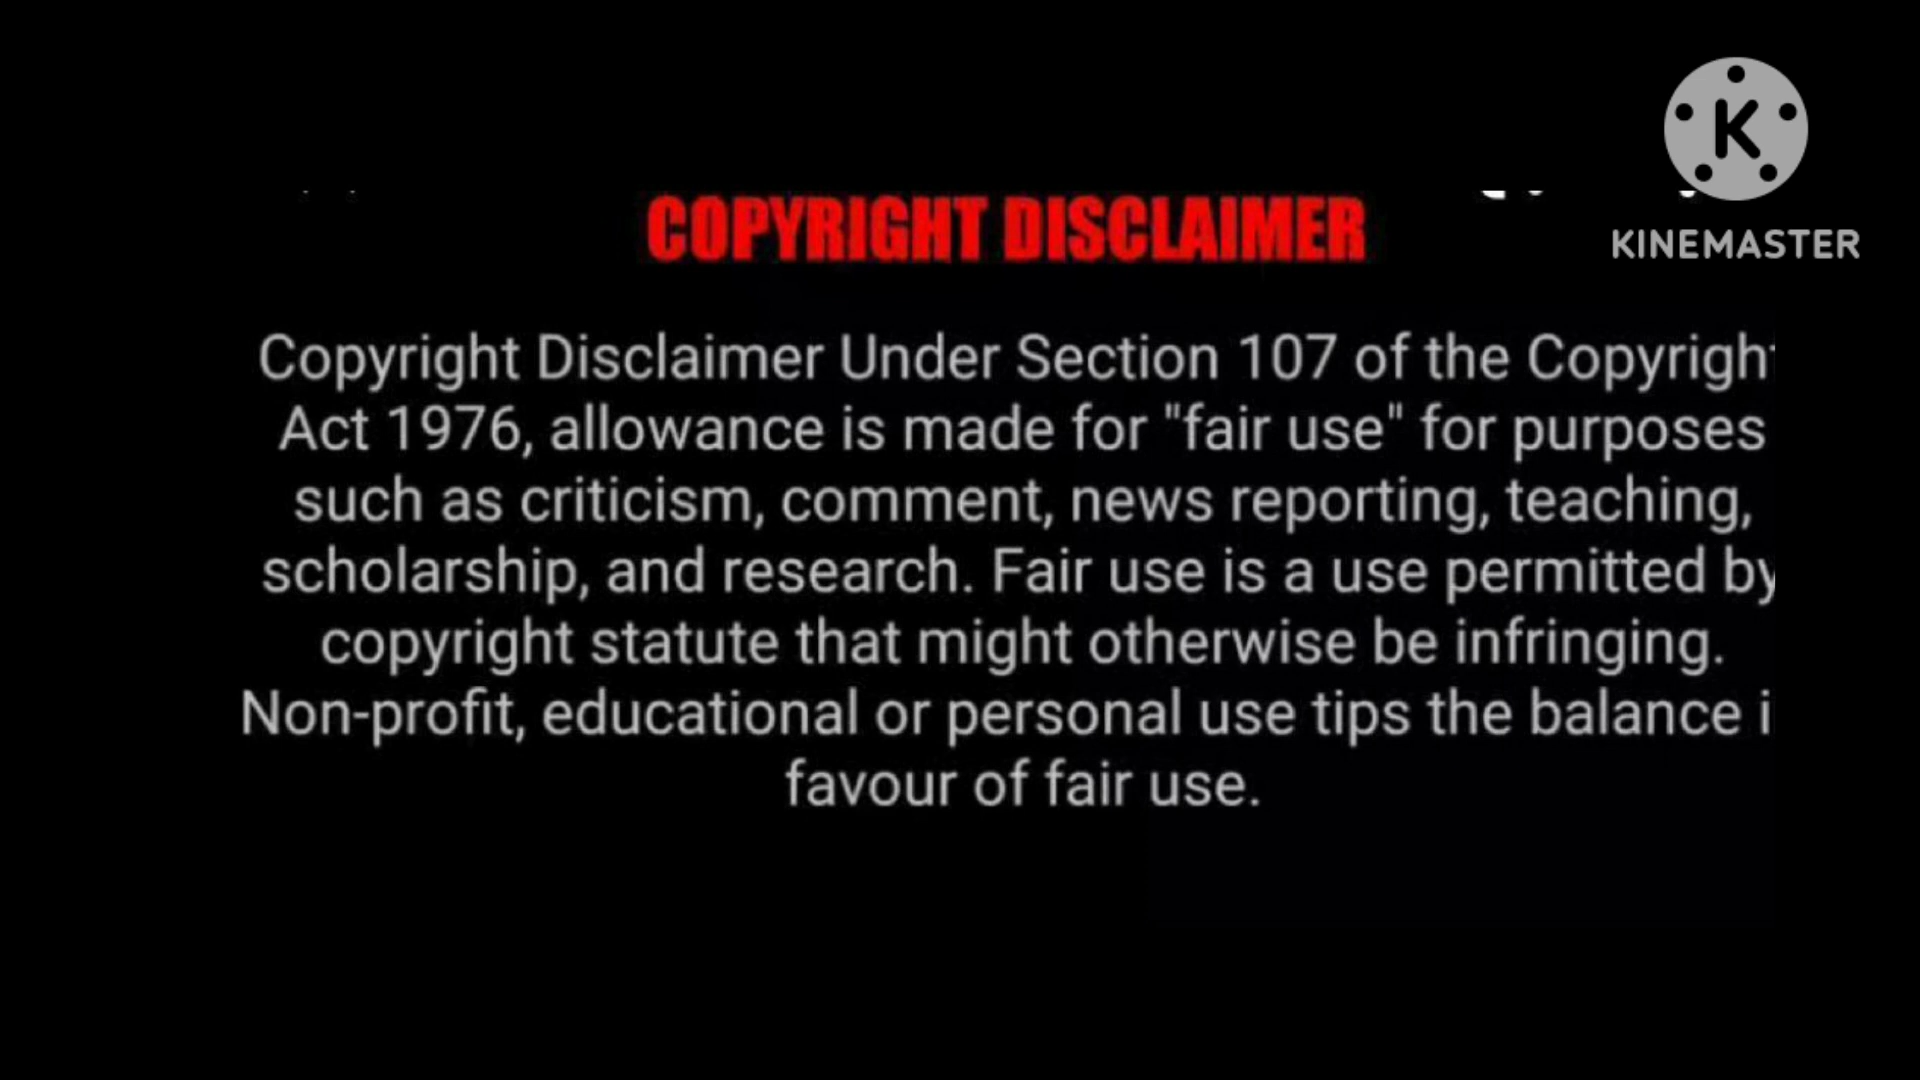 COPYRIGHT DISCLAIMER
K
KINEMASTER
Copyright Disclaimer Under Section 107 of the Copyright
Act 1976, allowance is made for "fair use" for purposes
such as criticism, comment, news reporting, teaching,
scholarship, and research. Fair use is a use permitted by
copyright statute that might otherwise be infringing.
Non-profit, educational or personal use tips the balance i
favour of fair use.